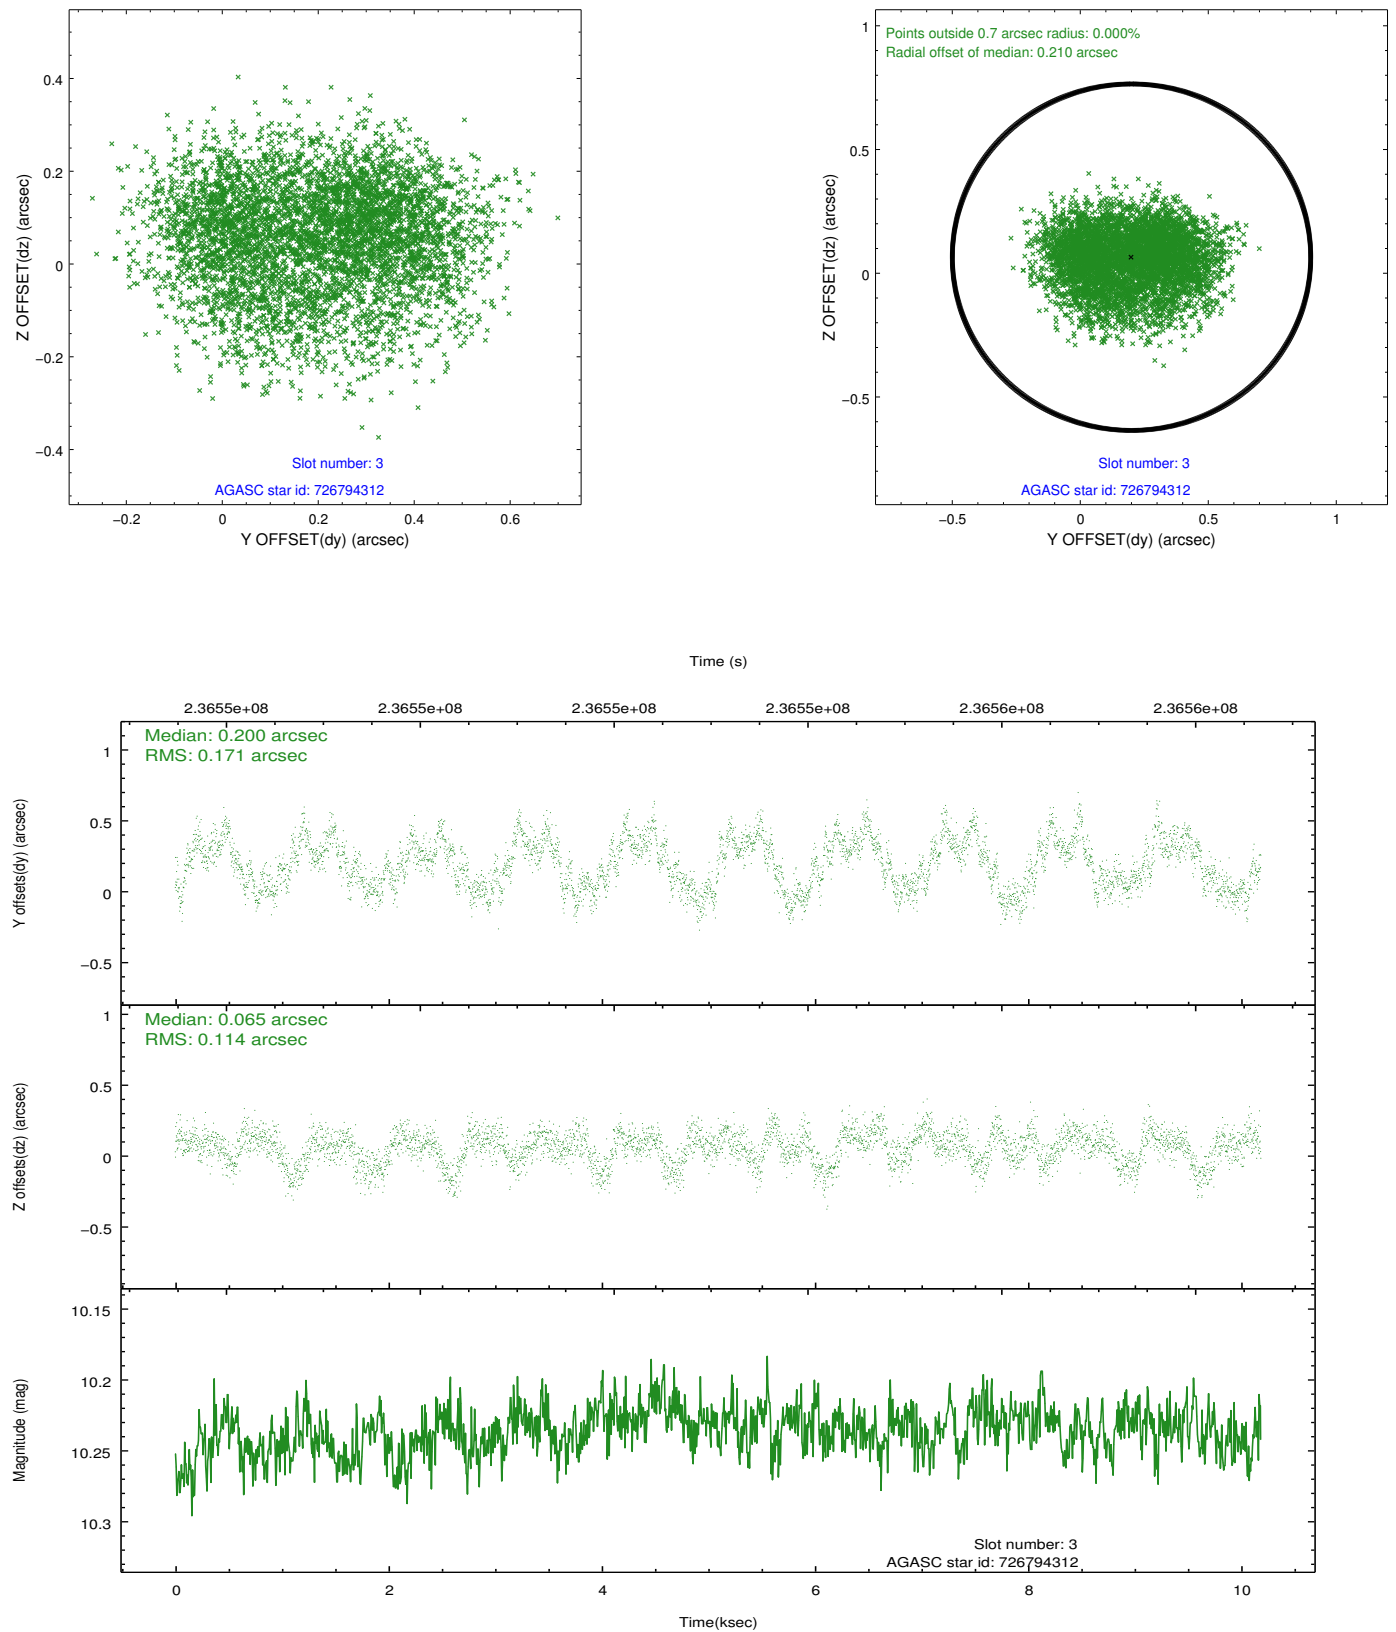 0.4
0.2
0
−0.2
−0.4
Z OFFSET(dz) (arcsec)
Slot number: 3
AGASC star id: 726794312
−0.2 0 0.2 0.4 0.6
Y OFFSET(dy) (arcsec)
Points outside 0.7 arcsec radius: 0.000%
Radial offset of median: 0.210 arcsec
1
0.5
0
−0.5
Z OFFSET(dz) (arcsec)
Slot number: 3
AGASC star id: 726794312
−0.5 0 0.5 1
Y OFFSET(dy) (arcsec)
Time (s)
2.3655e+08 2.3655e+08 2.3655e+08 2.3655e+08 2.3656e+08 2.3656e+08
Median: 0.200 arcsec
RMS: 0.171 arcsec
1
0.5
0
−0.5
Y offsets(dy) (arcsec)
Median: 0.065 arcsec
RMS: 0.114 arcsec
1
0.5
0
−0.5
Z offsets(dz) (arcsec)
10.15
10.2
10.25
10.3
Magnitude (mag)
Slot number: 3
AGASC star id: 726794312
0 2 4 6 8 10
Time(ksec)